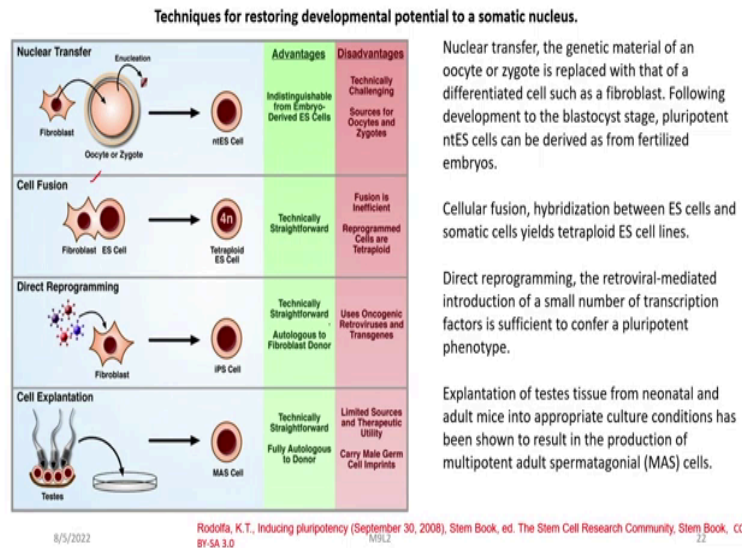 Techniques for restoring developmental potential to a somatic nucleus.
Nuclear Transfer
Enucleation
Fibroblast
Oocyte or Zygote
ntES Cell
Advantages
Disadvantages
Indistinguishable
from Embryo-
Derived ES Cells
Technically
Challenging
Sources for
Oocytes and
Zygotes
Cell Fusion
Fibroblast ES Cell
4n
Tetraploid
ES Cell
Technically
Straightforward
Fusion is
Inefficient
Reprogrammed
Cells are
Tetraploid
Direct Reprogramming
Fibroblast
iPS Cell
Technically
Straightforward
Autologous to
Fibroblast Donor
Uses Oncogenic
Retroviruses and
Transgenes
Cell Explantation
Testes
MAS Cell
Technically
Straightforward
Fully Autologous
to Donor
Limited Sources
and Therapeutic
Utility
Carry Male Germ
Cell Imprints
Nuclear transfer, the genetic material of an
oocyte or zygote is replaced with that of a
differentiated cell such as a fibroblast. Following
development to the blastocyst stage, pluripotent
ntES cells can be derived as from fertilized
embryos.
Cellular fusion, hybridization between ES cells and
somatic cells yields tetraploid ES cell lines.
Direct reprogramming, the retroviral-mediated
introduction of a small number of transcription
factors is sufficient to confer a pluripotent
phenotype.
Explantation of testes tissue from neonatal and
adult mice into appropriate culture conditions has
been shown to result in the production of
multipotent adult spermatagonial (MAS) cells.
Rodolfa, K.T., Inducing pluripotency (September 30, 2008), Stem Book, ed. The Stem Cell Research Community, Stem Book, CC
BY-SA 3.0
8/5/2022
M9L2
22